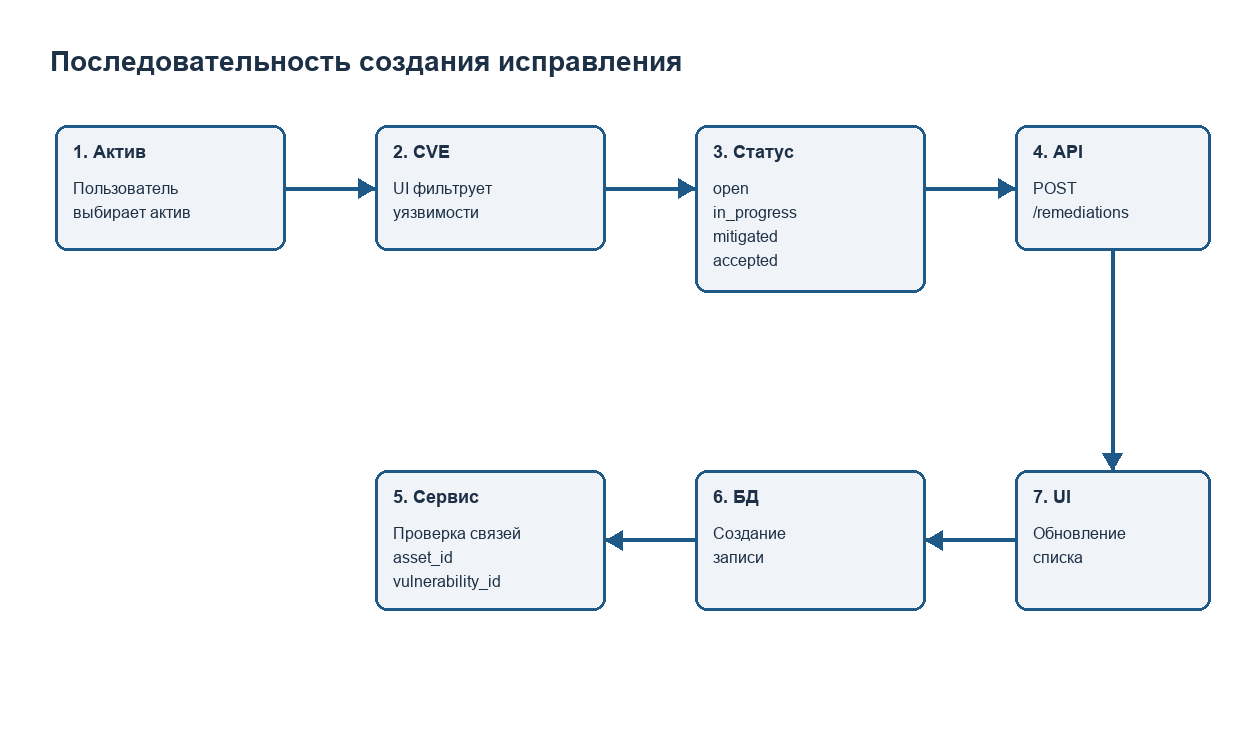 Последовательность создания исправления
1. Актив
Пользователь
выбирает актив
2. CVE
UI фильтрует
уязвимости
3. Статус
open
in_progress
mitigated
accepted
4. API
POST
/remediations
5. Сервис
Проверка связей
asset_id
vulnerability_id
6. БД
Создание
записи
7. UI
Обновление
списка